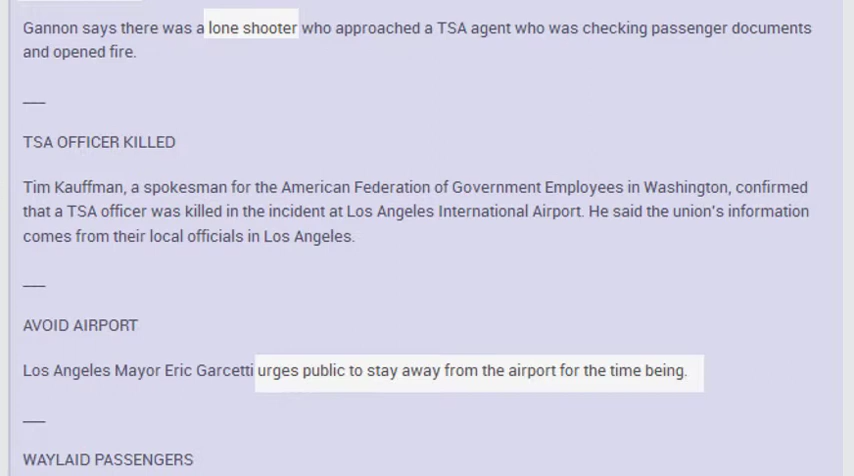 Gannon says there was a lone shooter who approached a TSA agent who was checking passenger documents
and opened fire.
___
TSA OFFICER KILLED
Tim Kauffman, a spokesman for the American Federation of Government Employees in Washington, confirmed
that a TSA officer was killed in the incident at Los Angeles International Airport. He said the union's information
comes from their local officials in Los Angeles.
___
AVOID AIRPORT
Los Angeles Mayor Eric Garcetti urges public to stay away from the airport for the time being.
___
WAYLAID PASSENGERS